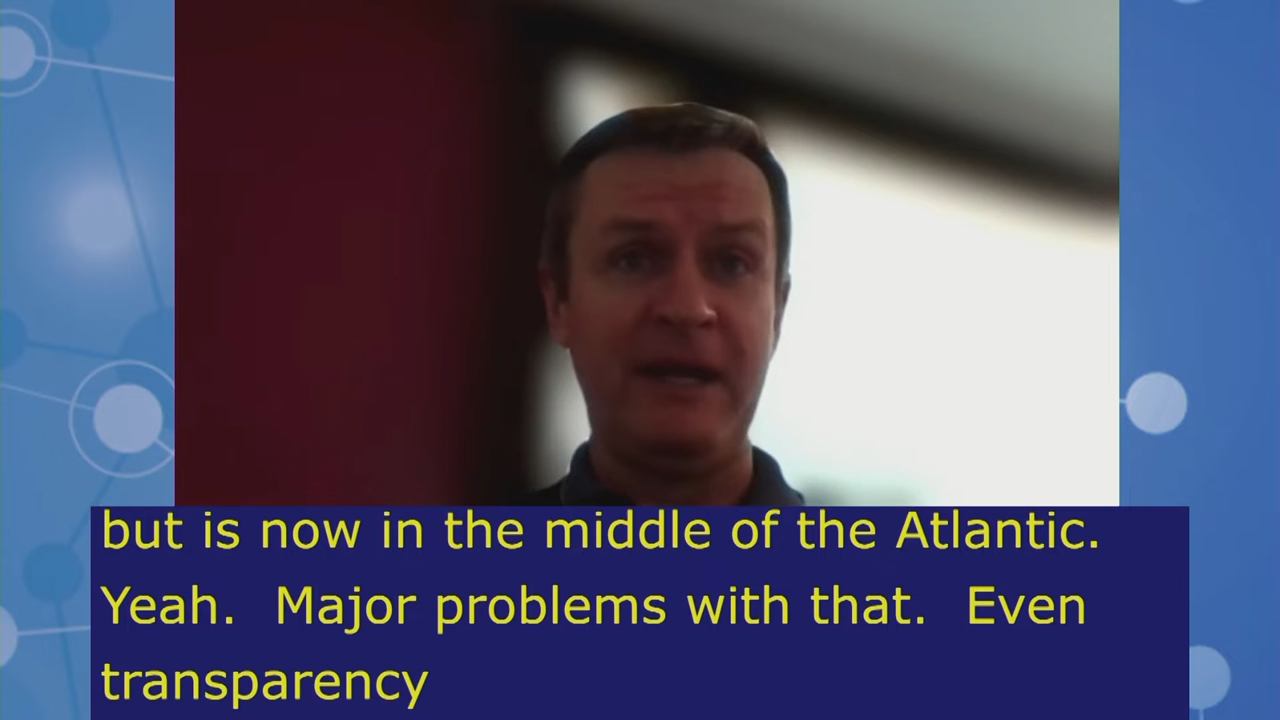 but is now in the middle of the Atlantic.
Yeah.  Major problems with that.  Even
transparency